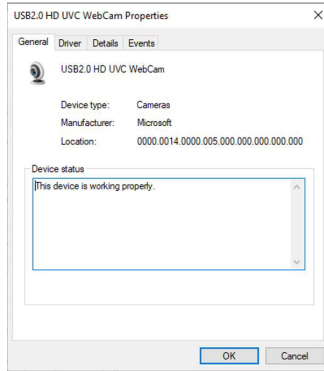 USB2.0 HD UVC WebCam Properties
General Driver Details Events
USB2.0 HD UVC WebCam
Device type: Cameras
Manufacturer: Microsoft
Location: 0000.0014.0000.005.000.000.000.000.000
Device status
This device is working properly.
OK Cancel